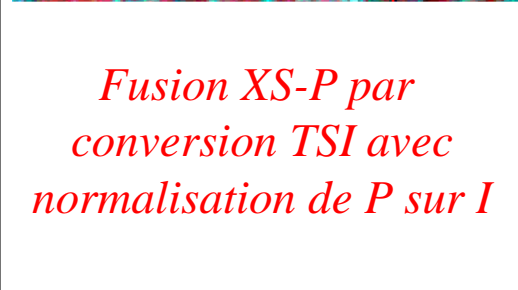 Fusion XS-P par
conversion TSI avec
normalisation de P sur I